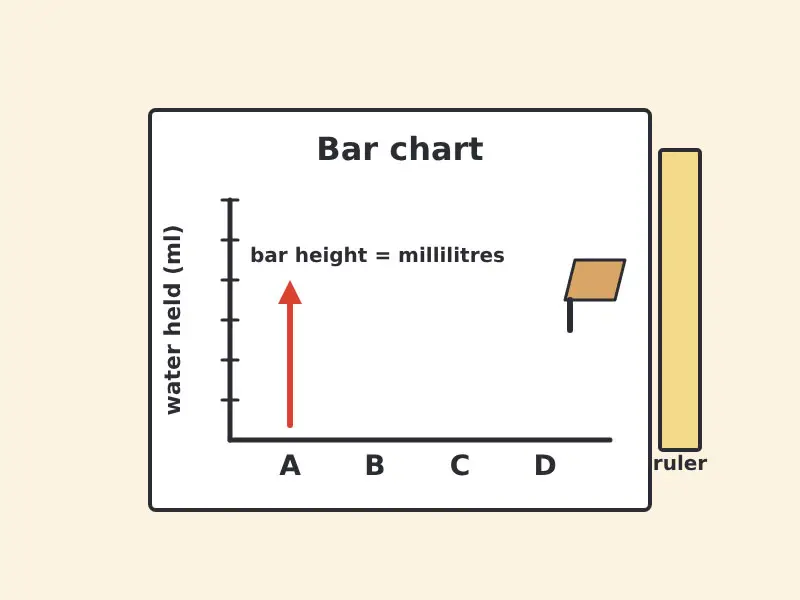 Bar chart
water held (ml)
bar height = millilitres
A B C D
ruler